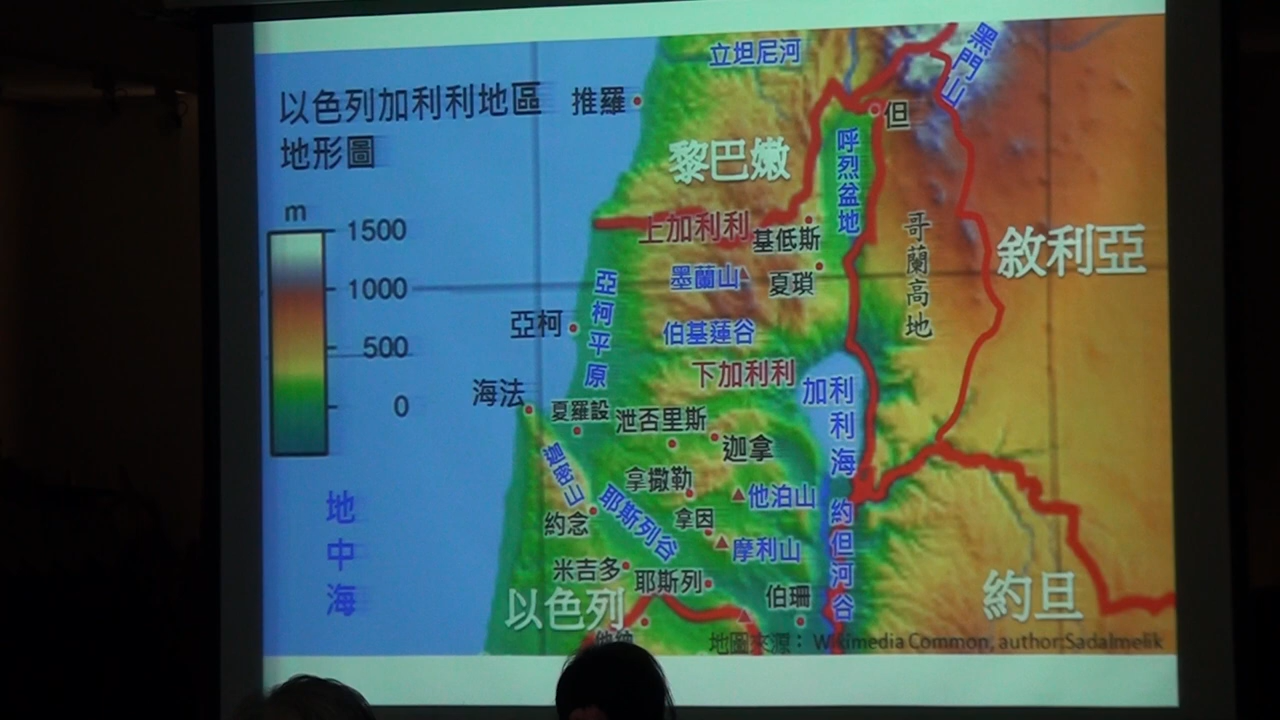 立坦尼河
黑門山
以色列加利利地區
地形圖
推羅
但
黎巴嫩
呼烈盆地
m
1500
1000
500
0
上加利利
基低斯
哥蘭高地
敘利亞
墨蘭山
夏瑣
亞柯平原
亞柯
伯基蓮谷
下加利利
加利利海
海法
夏羅設
泄否里斯
迦拿
拿撒勒
他泊山
地中海
耶斯列谷
約念
拿因
約但河谷
摩利山
米吉多
耶斯列
伯珊
以色列
約旦
地圖來源： Wikimedia Common, author:Sadalmelik